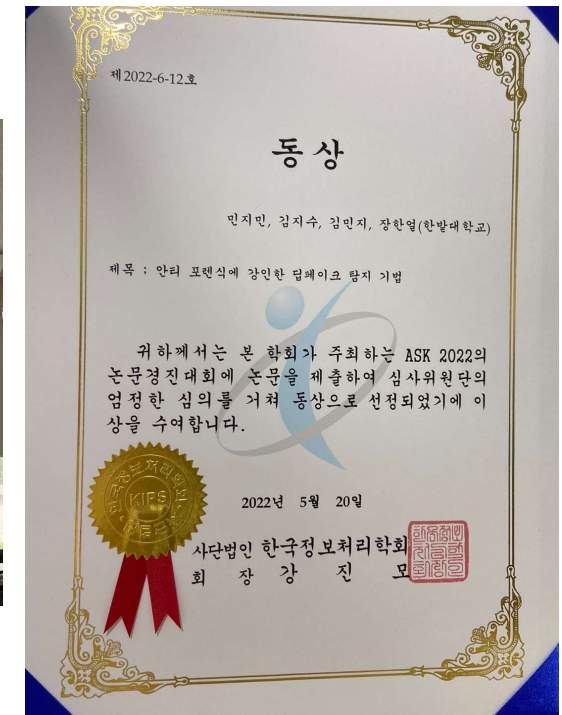 제2022-6-12호
동상
민지민, 김지수, 김민지, 장한얼(한밭대학교)
제목 : 안티 포렌식에 강인한 딥페이크 탐지 기법
귀하께서는 본 학회가 주최하는 ASK 2022의
논문경진대회에 논문을 제출하여 심사위원단의
엄정한 심의를 거쳐 동상으로 선정되었기에 이
상을 수여합니다.
2022년 5월 20일
사단법인 한국정보처리학회
회 장 강 진 모
KIPS